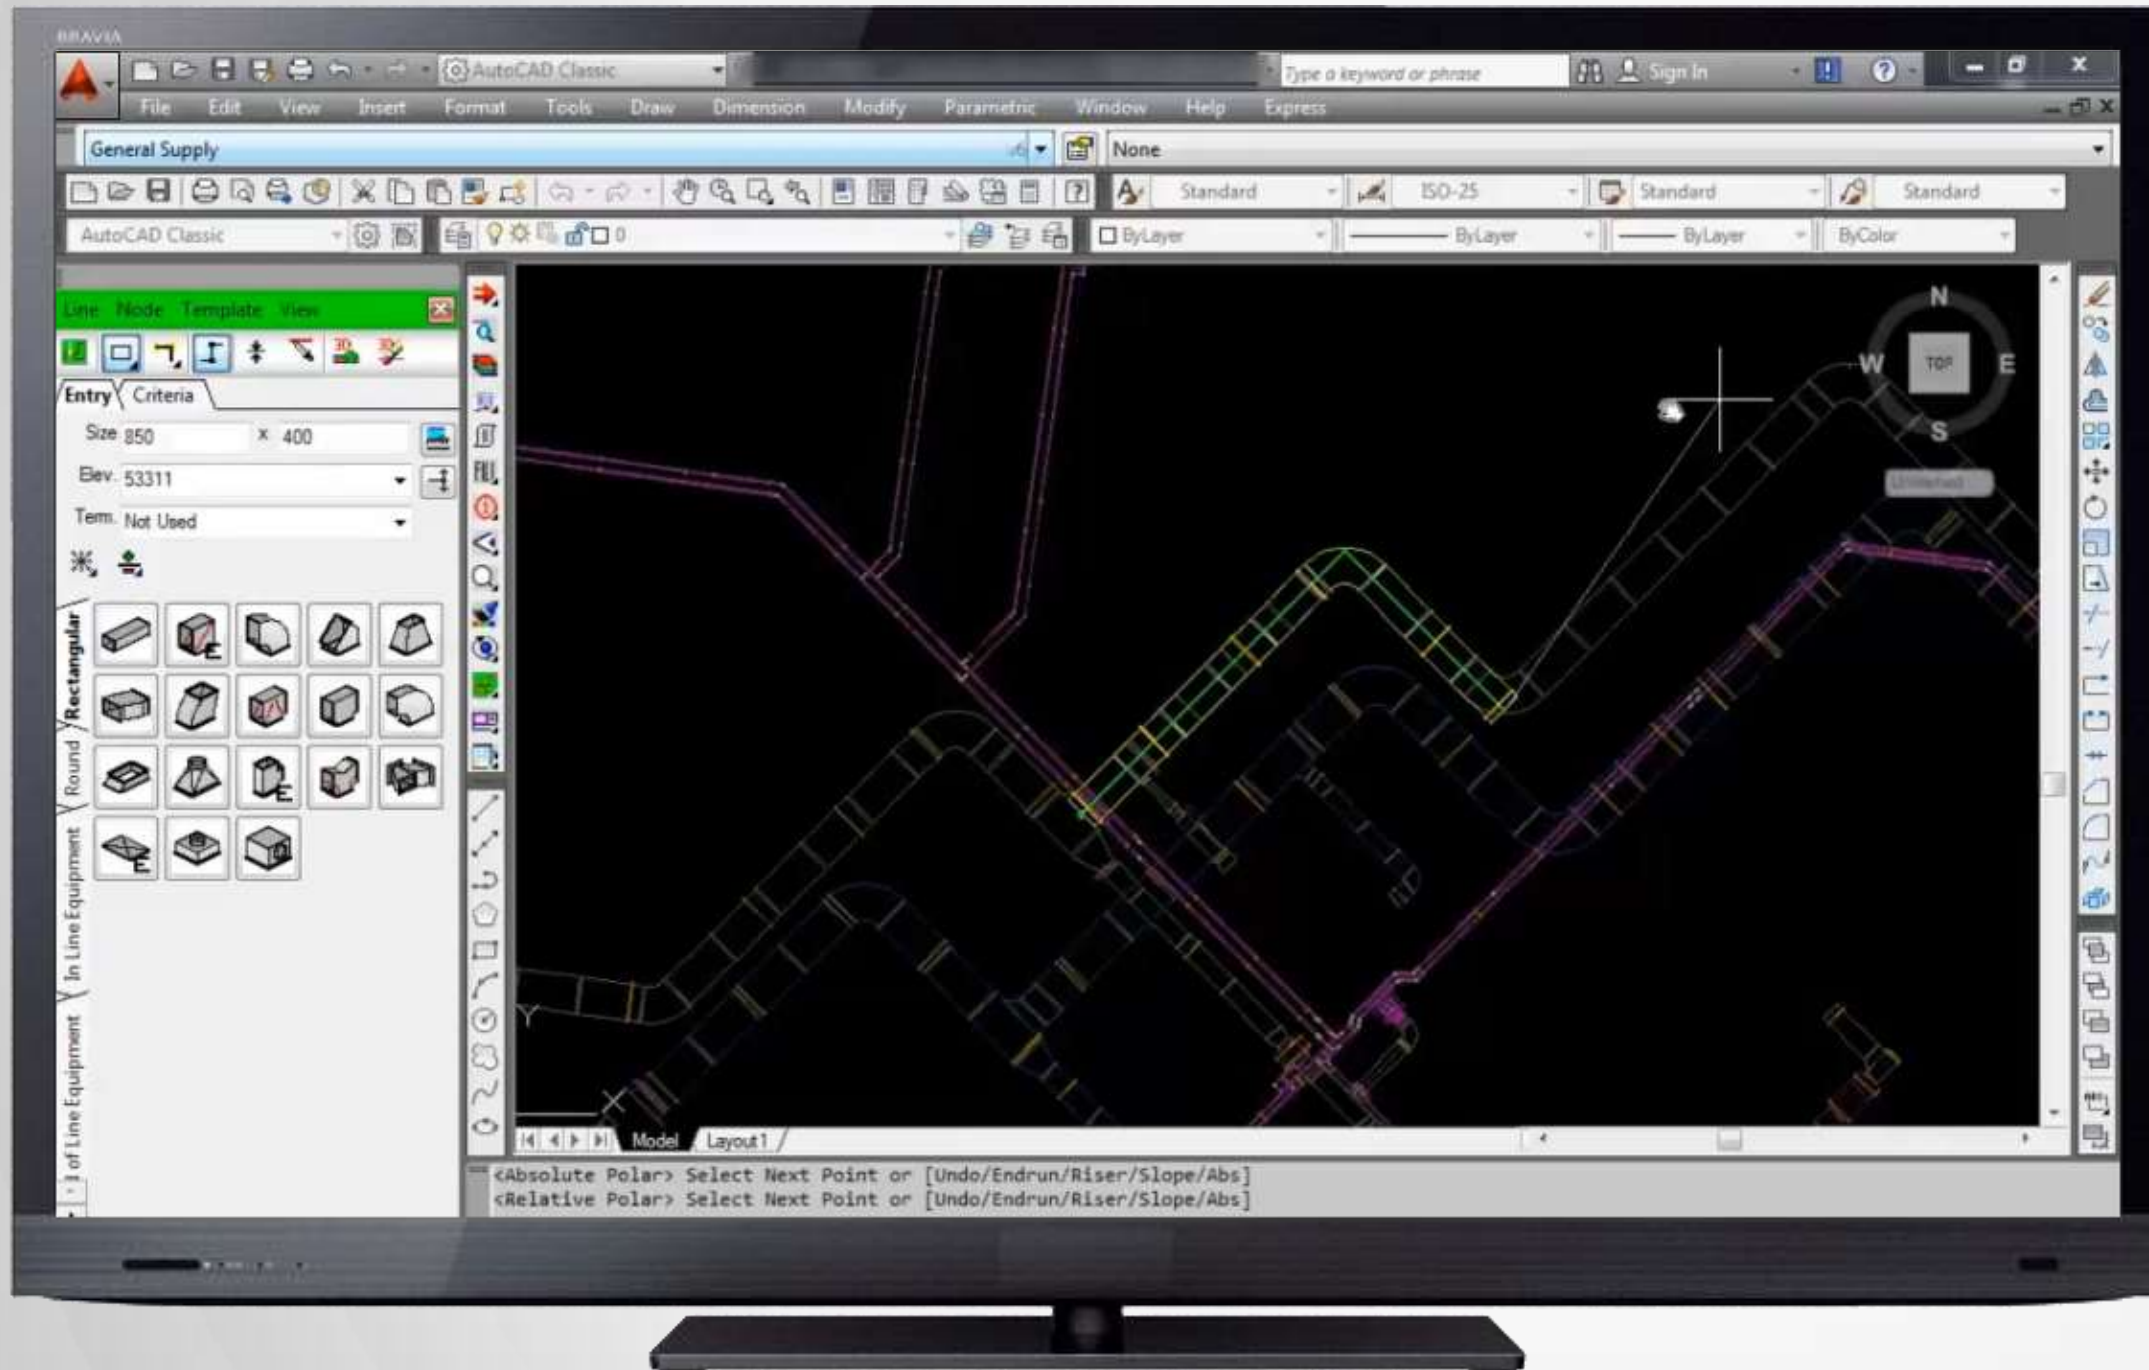 BRAVIA
AutoCAD Classic
Type a keyword or phrase
Sign In
File Edit View Insert Format Tools Draw Dimension Modify Parametric Window Help Express
General Supply
None
Standard
ISO-25
Standard
Standard
AutoCAD Classic
0
ByLayer
ByLayer
ByLayer
ByColor
Line Node Template View
3D
3D
Entry
Criteria
Size 850 x 400
Elev. 53311
Term. Not Used
Rectangular
Round
In Line Equipment
of Line Equipment
E
E
E
FILL
N
W
TOP
E
S
Unnamed
Y
X
Model
Layout1
<Absolute Polar> Select Next Point or [Undo/Endrun/Riser/Slope/Abs]
<Relative Polar> Select Next Point or [Undo/Endrun/Riser/Slope/Abs]